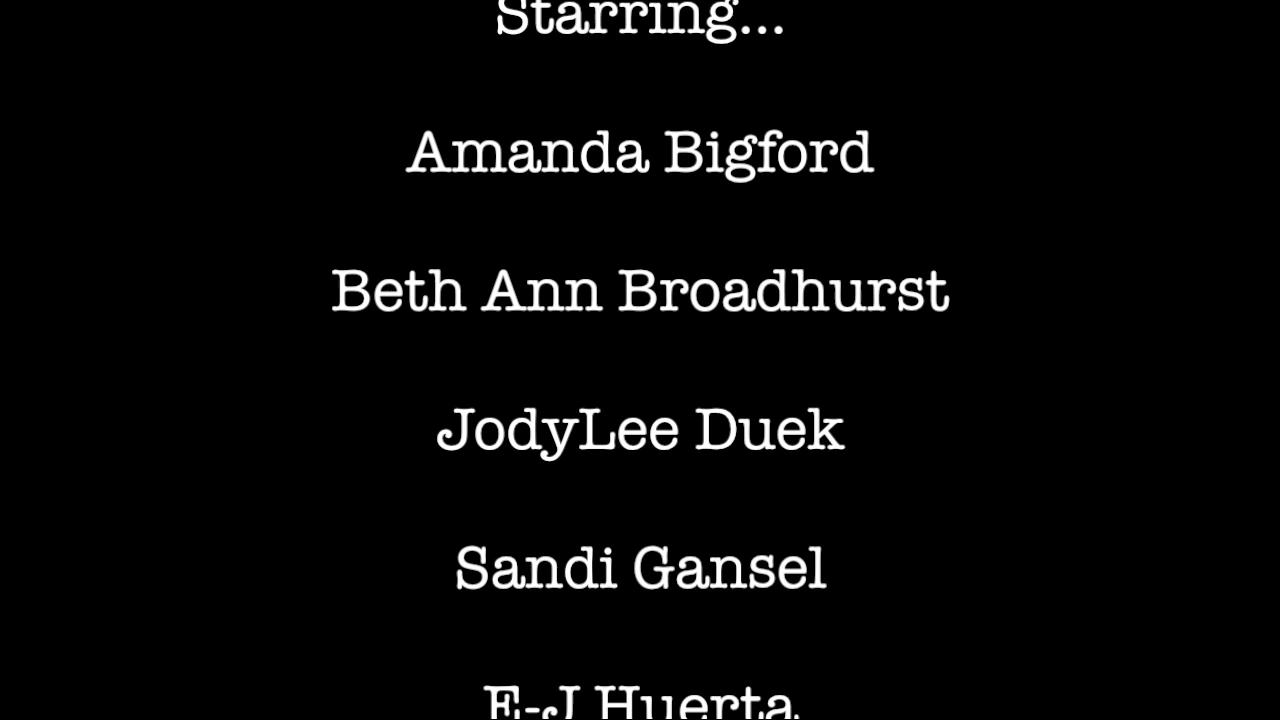 Starring...
Amanda Bigford
Beth Ann Broadhurst
JodyLee Duek
Sandi Gansel
E-J Huerta